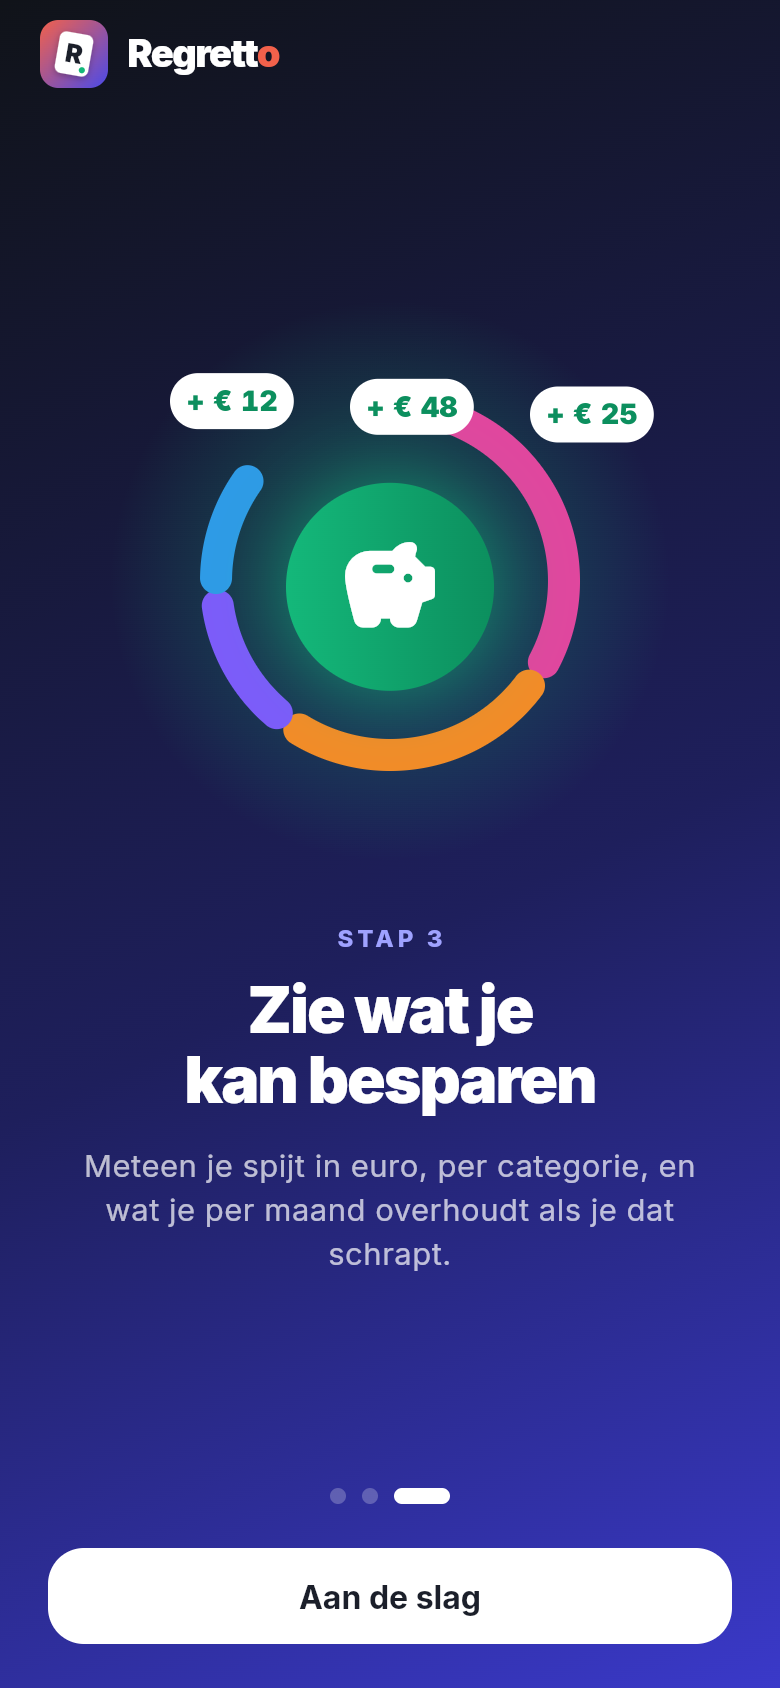 R
Regretto
+ € 12
+ € 48
+ € 25
STAP 3
Zie wat je
kan besparen
Meteen je spijt in euro, per categorie, en
wat je per maand overhoudt als je dat
schrapt.
Aan de slag